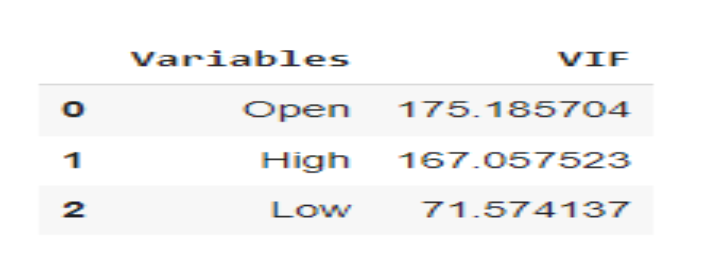 Variables VIF
0 Open 175.185704
1 High 167.057523
2 Low 71.574137